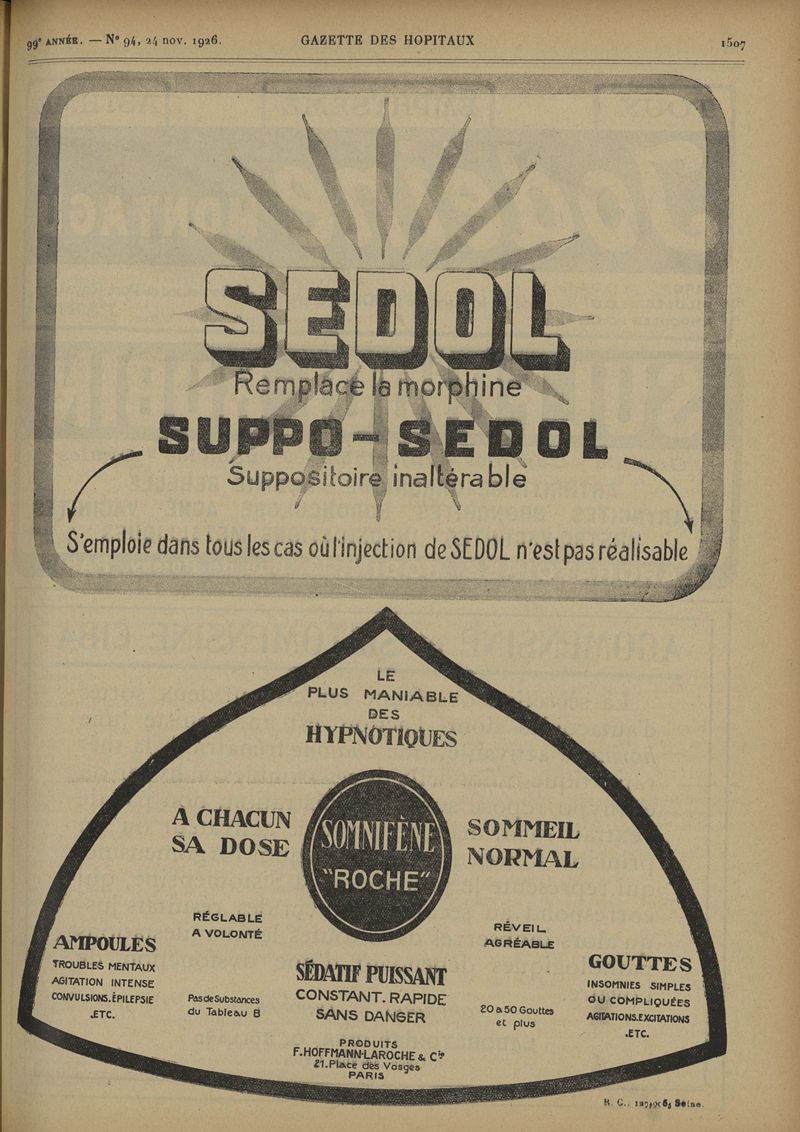 99e ANNÉE. — No 94, 24 nov. 1926.
GAZETTE DES HOPITAUX
1507
SEDOL
Remplace la morphine
SUPPO-SEDOL
Suppositoire inaltérable
S'emploie dans tous les cas où l'injection de SEDOL n'est pas réalisable
LE
PLUS MANIABLE
DES
HYPNOTIQUES
A CHACUN
SA DOSE
SOMNIFÈNE
"ROCHE"
SOMMEIL
NORMAL
RÉGLABLE
A VOLONTÉ
RÉVEIL
AGRÉABLE
AMPOULES
TROUBLES MENTAUX
AGITATION INTENSE
CONVULSIONS. ÉPILEPSIE
.ETC.
Pas de Substances
du Tableau B
SÉDATIF PUISSANT
CONSTANT. RAPIDE
SANS DANGER
20 a 50 Gouttes
et plus
GOUTTES
INSOMNIES SIMPLES
OU COMPLIQUÉES
AGITATIONS.EXCITATIONS
.ETC.
PRODUITS
F.HOFFMANN-LAROCHE & Cie
21.Place des Vosges
PARIS
R. C.. Seine.